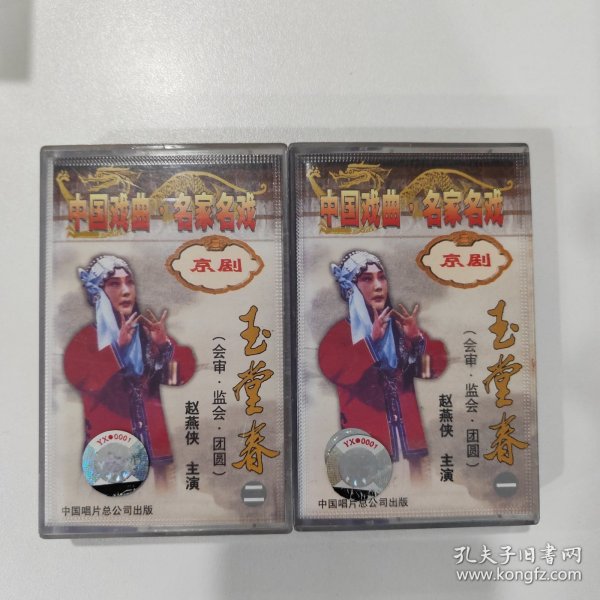 中国戏曲·名家名戏
京剧
玉堂春
(会审·监会·团圆)
赵燕侠 主演
二
YX●0001
中国唱片总公司出版
中国戏曲·名家名戏
京剧
玉堂春
(会审·监会·团圆)
赵燕侠 主演
一
YX●0001
中国唱片总公司出版
孔夫子旧书网
www.kongfz.com